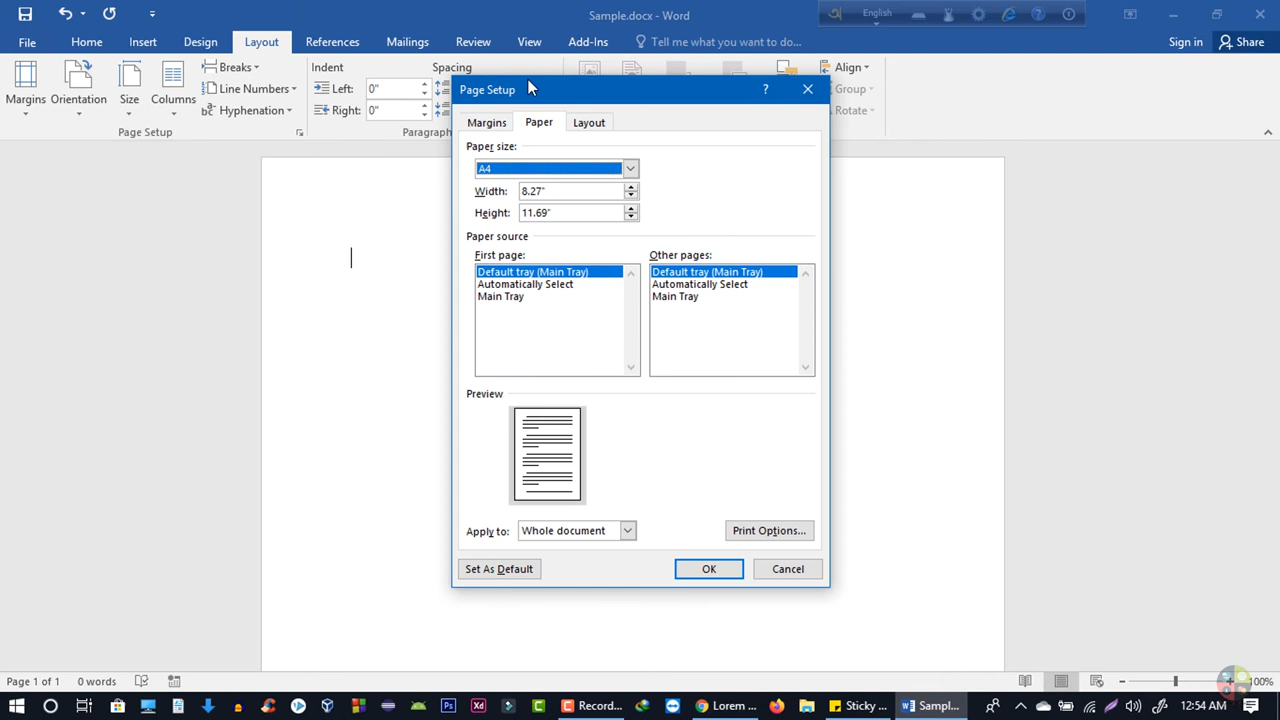 Sample.docx - Word
English
File Home Insert Design Layout References Mailings Review View Add-Ins Tell me what you want to do... Sign in Share
Margins Orientation Size Columns
Breaks
Line Numbers
Hyphenation
Page Setup
Indent Spacing
Left: 0"
Right: 0"
Paragraph
Align
Group
Rotate
Page Setup ?
Margins Paper Layout
Paper size:
A4
Width: 8.27"
Height: 11.69"
Paper source
First page: Other pages:
Default tray (Main Tray) Default tray (Main Tray)
Automatically Select Automatically Select
Main Tray Main Tray
Preview
Apply to: Whole document Print Options...
Set As Default OK Cancel
Page 1 of 1 0 words 100%
Record... Lorem Sticky Sampl... 12:54 AM